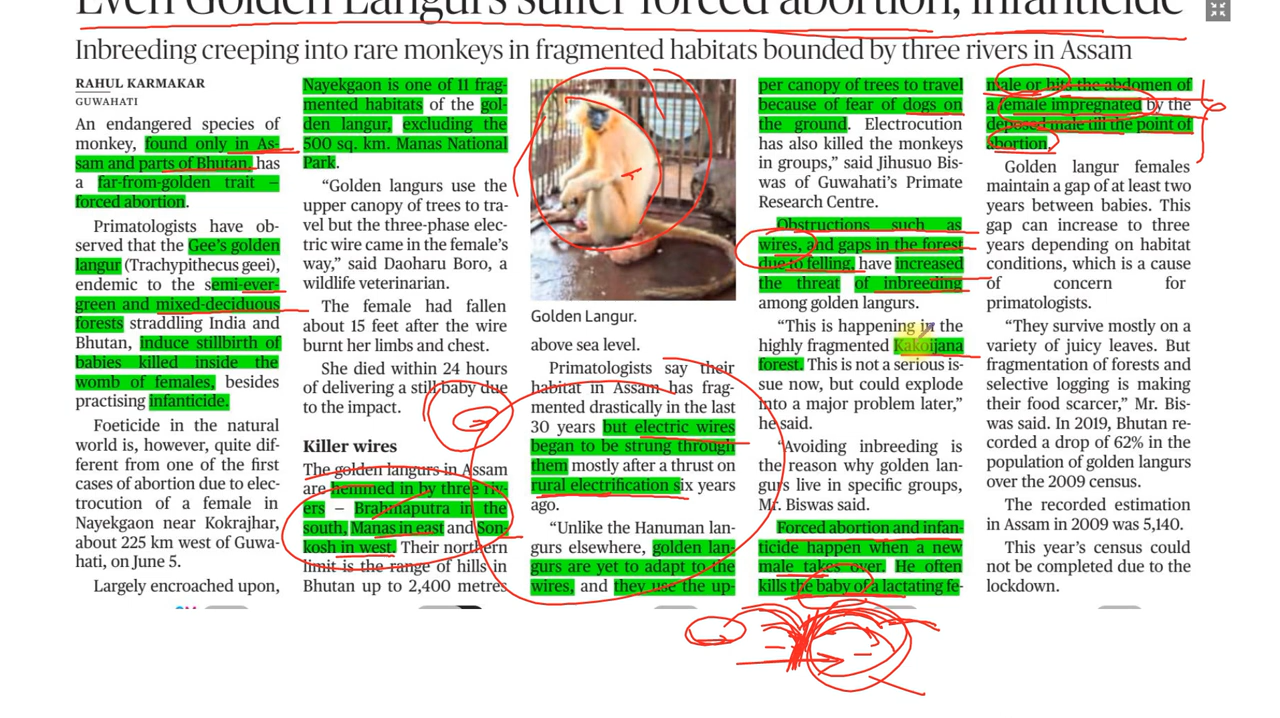 Even Golden Langurs suffer forced abortion, infanticide
Inbreeding creeping into rare monkeys in fragmented habitats bounded by three rivers in Assam
RAHUL KARMAKAR
GUWAHATI
An endangered species of
monkey, found only in As-
sam and parts of Bhutan, has
a far-from-golden trait –
forced abortion.
Primatologists have ob-
served that the Gee's golden
langur (Trachypithecus geei),
endemic to the semi-ever-
green and mixed-deciduous
forests straddling India and
Bhutan, induce stillbirth of
babies killed inside the
womb of females, besides
practising infanticide.
Foeticide in the natural
world is, however, quite dif-
ferent from one of the first
cases of abortion due to elec-
trocution of a female in
Nayekgaon near Kokrajhar,
about 225 km west of Guwa-
hati, on June 5.
Largely encroached upon,
Nayekgaon is one of 11 frag-
mented habitats of the gol-
den langur, excluding the
500 sq. km. Manas National
Park.
“Golden langurs use the
upper canopy of trees to tra-
vel but the three-phase elec-
tric wire came in the female's
way,” said Daoharu Boro, a
wildlife veterinarian.
The female had fallen
about 15 feet after the wire
burnt her limbs and chest.
She died within 24 hours
of delivering a still baby due
to the impact.
Killer wires
The golden langurs in Assam
are hemmed in by three riv-
ers – Brahmaputra in the
south, Manas in east and Son-
kosh in west. Their northern
limit is the range of hills in
Bhutan up to 2,400 metres
Golden Langur.
above sea level.
Primatologists say their
habitat in Assam has frag-
mented drastically in the last
30 years but electric wires
began to be strung through
them mostly after a thrust on
rural electrification six years
ago.
“Unlike the Hanuman lan-
gurs elsewhere, golden lan-
gurs are yet to adapt to the
wires, and they use the up-
per canopy of trees to travel
because of fear of dogs on
the ground. Electrocution
has also killed the monkeys
in groups,” said Jihusuo Bis-
was of Guwahati's Primate
Research Centre.
Obstructions such as
wires, and gaps in the forest
due to felling, have increased
the threat of inbreeding
among golden langurs.
“This is happening in the
highly fragmented Kakoijana
forest. This is not a serious is-
sue now, but could explode
into a major problem later,”
he said.
“Avoiding inbreeding is
the reason why golden lan-
gurs live in specific groups,
Mr. Biswas said.
Forced abortion and infan-
ticide happen when a new
male takes over. He often
kills the baby of a lactating fe-
male or hits the abdomen of
a female impregnated by the
deposed male till the point of
abortion.
Golden langur females
maintain a gap of at least two
years between babies. This
gap can increase to three
years depending on habitat
conditions, which is a cause
of concern for
primatologists.
“They survive mostly on a
variety of juicy leaves. But
fragmentation of forests and
selective logging is making
their food scarcer,” Mr. Bis-
was said. In 2019, Bhutan re-
corded a drop of 62% in the
population of golden langurs
over the 2009 census.
The recorded estimation
in Assam in 2009 was 5,140.
This year's census could
not be completed due to the
lockdown.